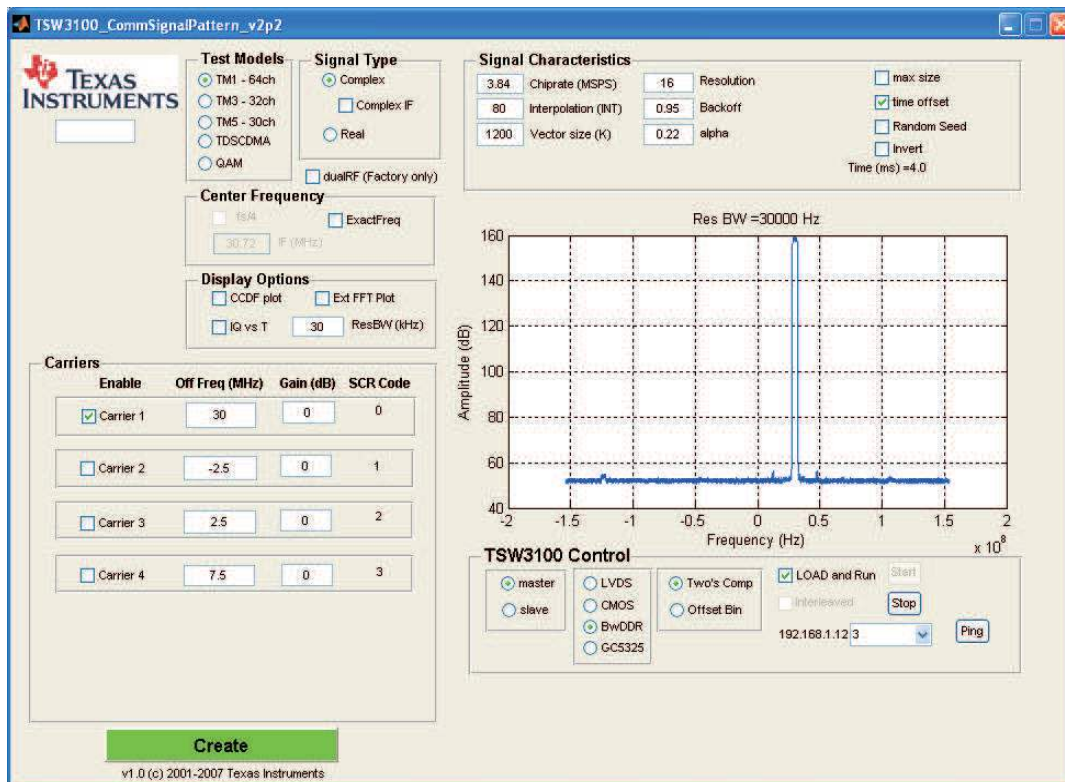 TSW3100_CommSignalPattern_v2p2
TEXAS
INSTRUMENTS
Test Models
TM1 - 64ch
TM3 - 32ch
TM5 - 30ch
TDSCDMA
QAM
Signal Type
Complex
Complex IF
Real
dualRF (Factory only)
Center Frequency
fs/4
ExactFreq
30.72 IF (MHz)
Display Options
CCDF plot
Ext FFT Plot
IQ vs T
30 ResBW (kHz)
Signal Characteristics
3.84 Chiprate (MSPS)
16 Resolution
80 Interpolation (INT)
0.95 Backoff
1200 Vector size (K)
0.22 alpha
max size
time offset
Random Seed
Invert
Time (ms) =4.0
Carriers
Enable Off Freq (MHz) Gain (dB) SCR Code
Carrier 1 30 0 0
Carrier 2 -2.5 0 1
Carrier 3 2.5 0 2
Carrier 4 7.5 0 3
Create
v1.0 (c) 2001-2007 Texas Instruments
Res BW =30000 Hz
Amplitude (dB)
160
140
120
100
80
60
40
-2 -1.5 -1 -0.5 0 0.5 1 1.5 2
Frequency (Hz)
x 10^8
TSW3100 Control
master
slave
LVDS
CMOS
BwDDR
GC5325
Two's Comp
Offset Bin
LOAD and Run
Start
Interleaved
Stop
192.168.1.12 3
Ping